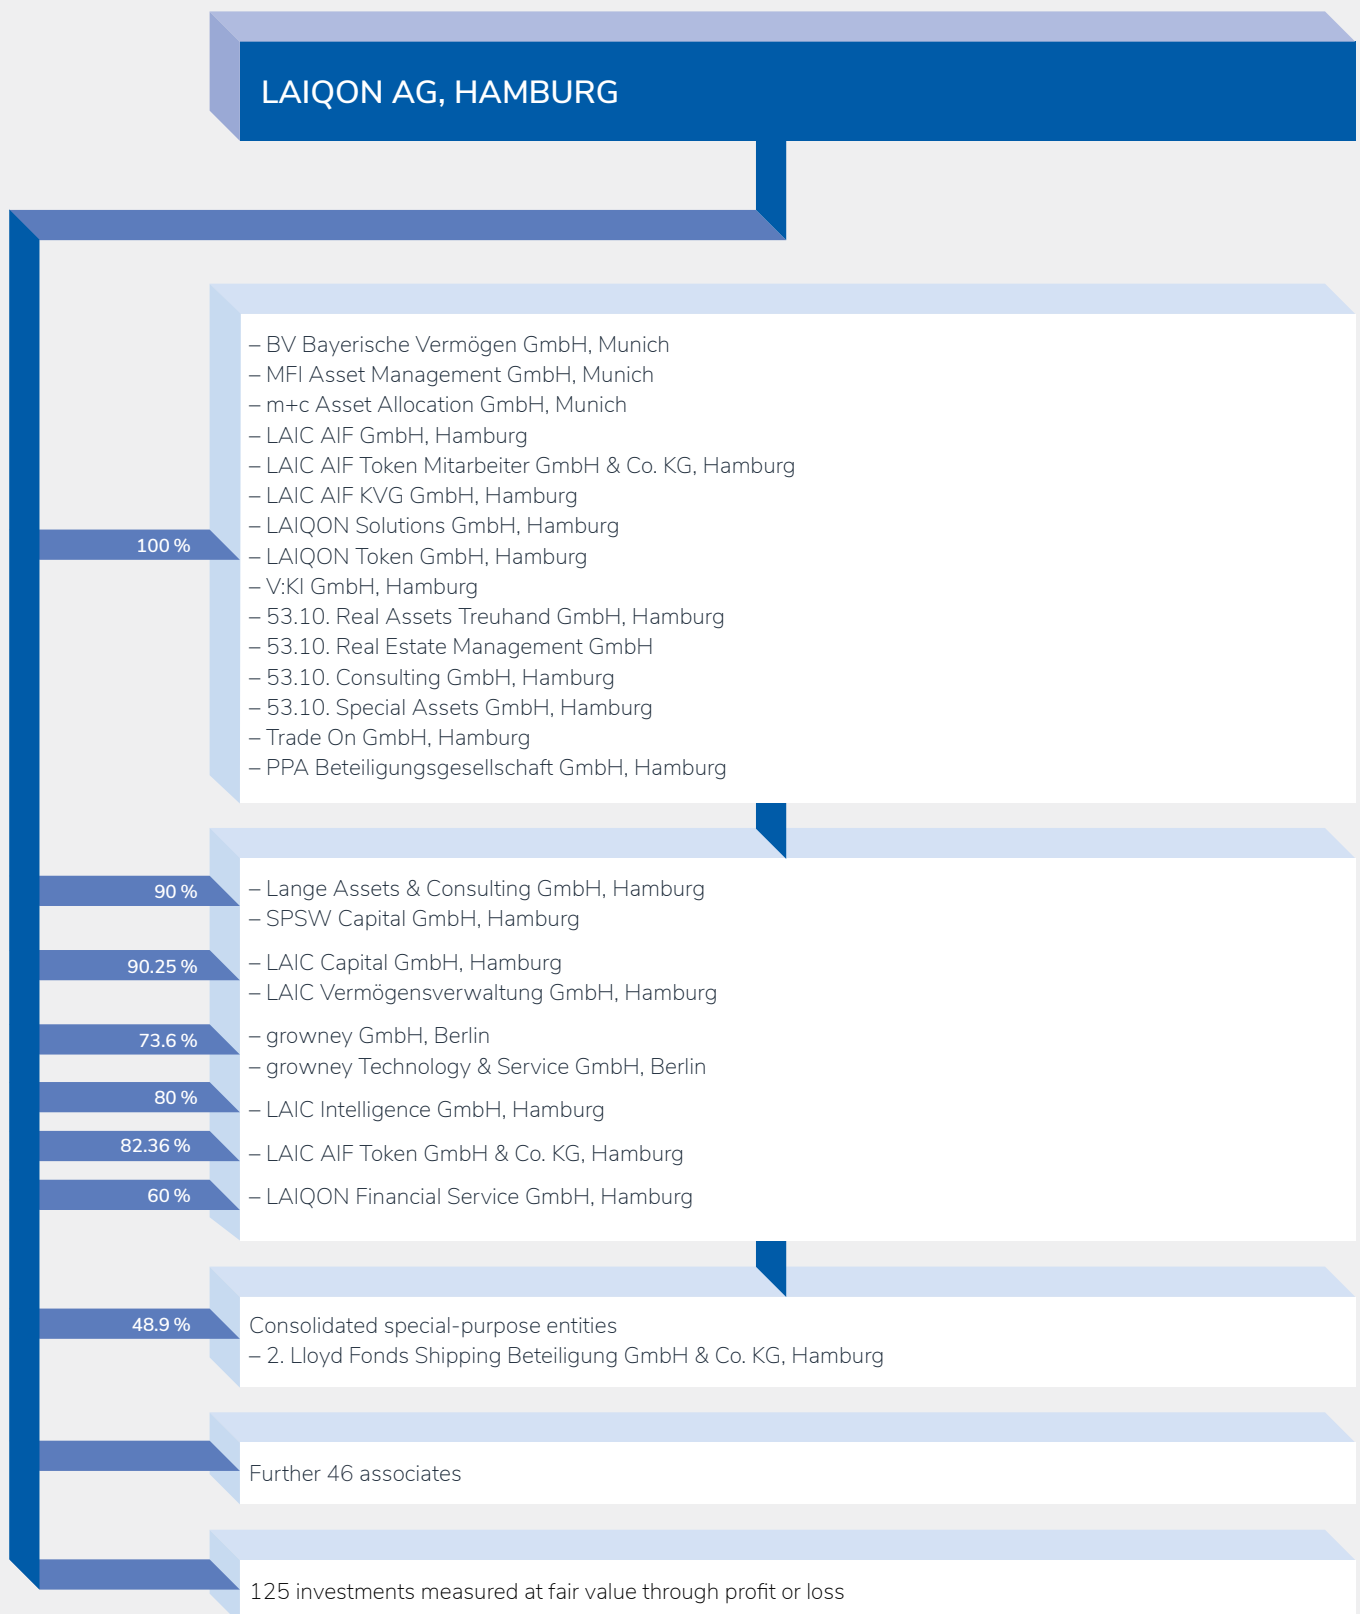 LAIQON AG, HAMBURG
100 %
– BV Bayerische Vermögen GmbH, Munich
– MFI Asset Management GmbH, Munich
– m+c Asset Allocation GmbH, Munich
– LAIC AIF GmbH, Hamburg
– LAIC AIF Token Mitarbeiter GmbH & Co. KG, Hamburg
– LAIC AIF KVG GmbH, Hamburg
– LAIQON Solutions GmbH, Hamburg
– LAIQON Token GmbH, Hamburg
– V:KI GmbH, Hamburg
– 53.10. Real Assets Treuhand GmbH, Hamburg
– 53.10. Real Estate Management GmbH
– 53.10. Consulting GmbH, Hamburg
– 53.10. Special Assets GmbH, Hamburg
– Trade On GmbH, Hamburg
– PPA Beteiligungsgesellschaft GmbH, Hamburg
90 %
– Lange Assets & Consulting GmbH, Hamburg
– SPSW Capital GmbH, Hamburg
90.25 %
– LAIC Capital GmbH, Hamburg
– LAIC Vermögensverwaltung GmbH, Hamburg
73.6 %
– growney GmbH, Berlin
– growney Technology & Service GmbH, Berlin
80 %
– LAIC Intelligence GmbH, Hamburg
82.36 %
– LAIC AIF Token GmbH & Co. KG, Hamburg
60 %
– LAIQON Financial Service GmbH, Hamburg
48.9 %
Consolidated special-purpose entities
– 2. Lloyd Fonds Shipping Beteiligung GmbH & Co. KG, Hamburg
Further 46 associates
125 investments measured at fair value through profit or loss